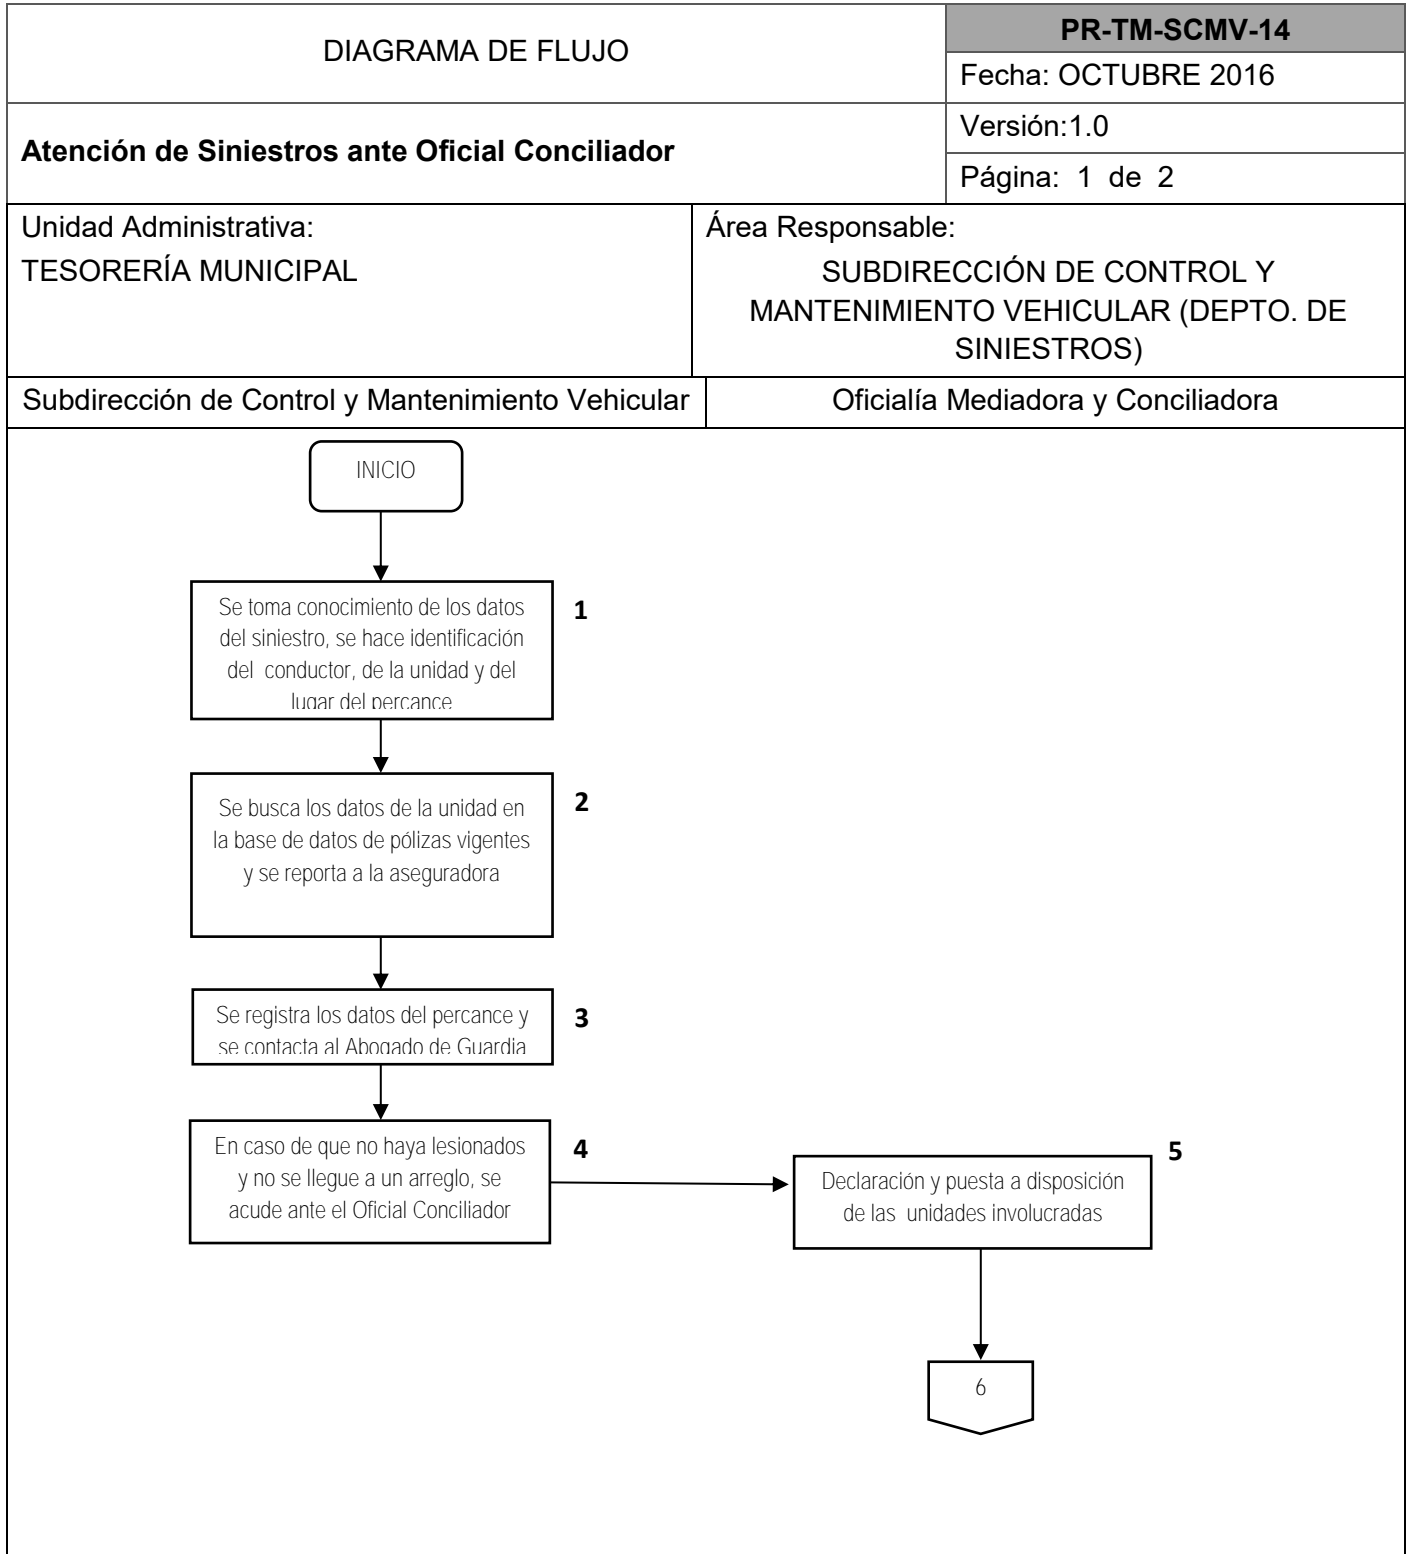 DIAGRAMA DE FLUJO
PR-TM-SCMV-14
Fecha: OCTUBRE 2016
Atención de Siniestros ante Oficial Conciliador
Versión:1.0
Página: 1 de 2
Unidad Administrativa:
TESORERÍA MUNICIPAL
Área Responsable:
SUBDIRECCIÓN DE CONTROL Y
MANTENIMIENTO VEHICULAR (DEPTO. DE
SINIESTROS)
Subdirección de Control y Mantenimiento Vehicular
Oficialía Mediadora y Conciliadora
INICIO
Se toma conocimiento de los datos
del siniestro, se hace identificación
del conductor, de la unidad y del
lugar del percance
1
Se busca los datos de la unidad en
la base de datos de pólizas vigentes
y se reporta a la aseguradora
2
Se registra los datos del percance y
se contacta al Abogado de Guardia
3
En caso de que no haya lesionados
y no se llegue a un arreglo, se
acude ante el Oficial Conciliador
4
Declaración y puesta a disposición
de las unidades involucradas
5
6